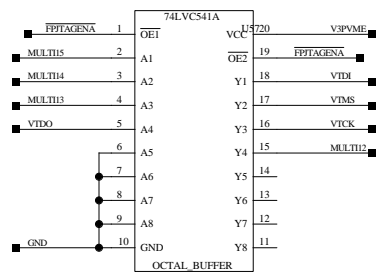 74LVC541A
U5720
FPJTAGENA 1 OE1 VCC V3PVME
MULTI15 2 A1 OE2 19 FPJTAGENA
MULTI14 3 A2 Y1 18 VTDI
MULTI13 4 A3 Y2 17 VTMS
VTDO 5 A4 Y3 16 VTCK
6 A5 Y4 15 MULTI12
7 A6 Y5 14
8 A7 Y6 13
9 A8 Y7 12
GND 10 GND Y8 11
OCTAL_BUFFER